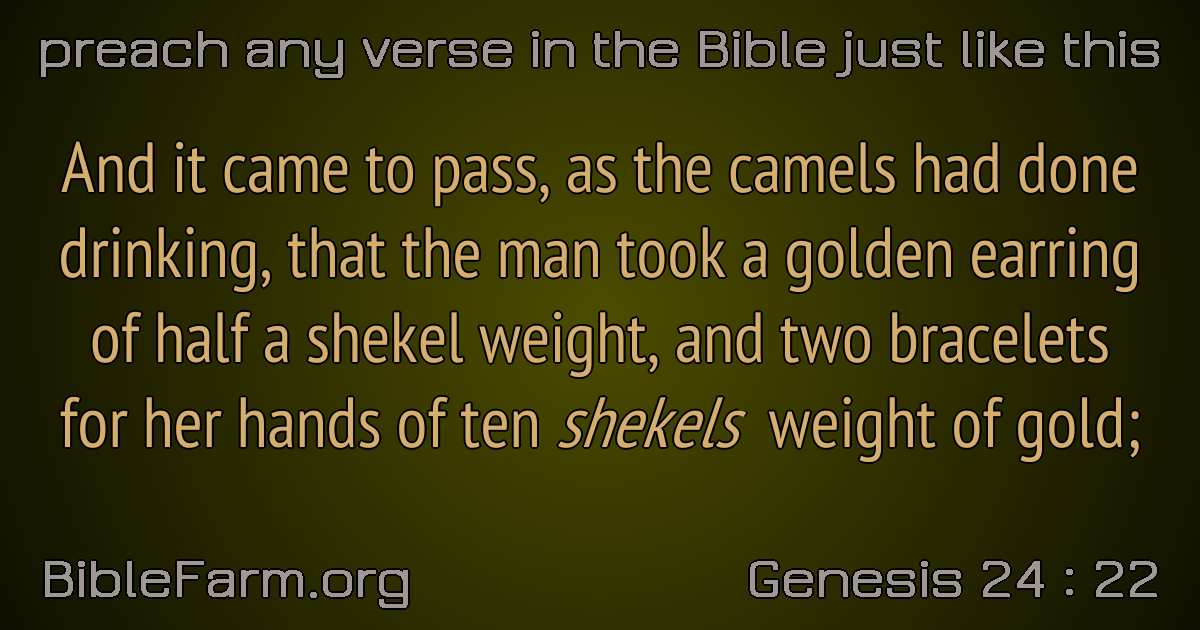 preach any verse in the Bible just like this
And it came to pass, as the camels had done
drinking, that the man took a golden earring
of half a shekel weight, and two bracelets
for her hands of ten shekels weight of gold;
BibleFarm.org
Genesis 24 : 22